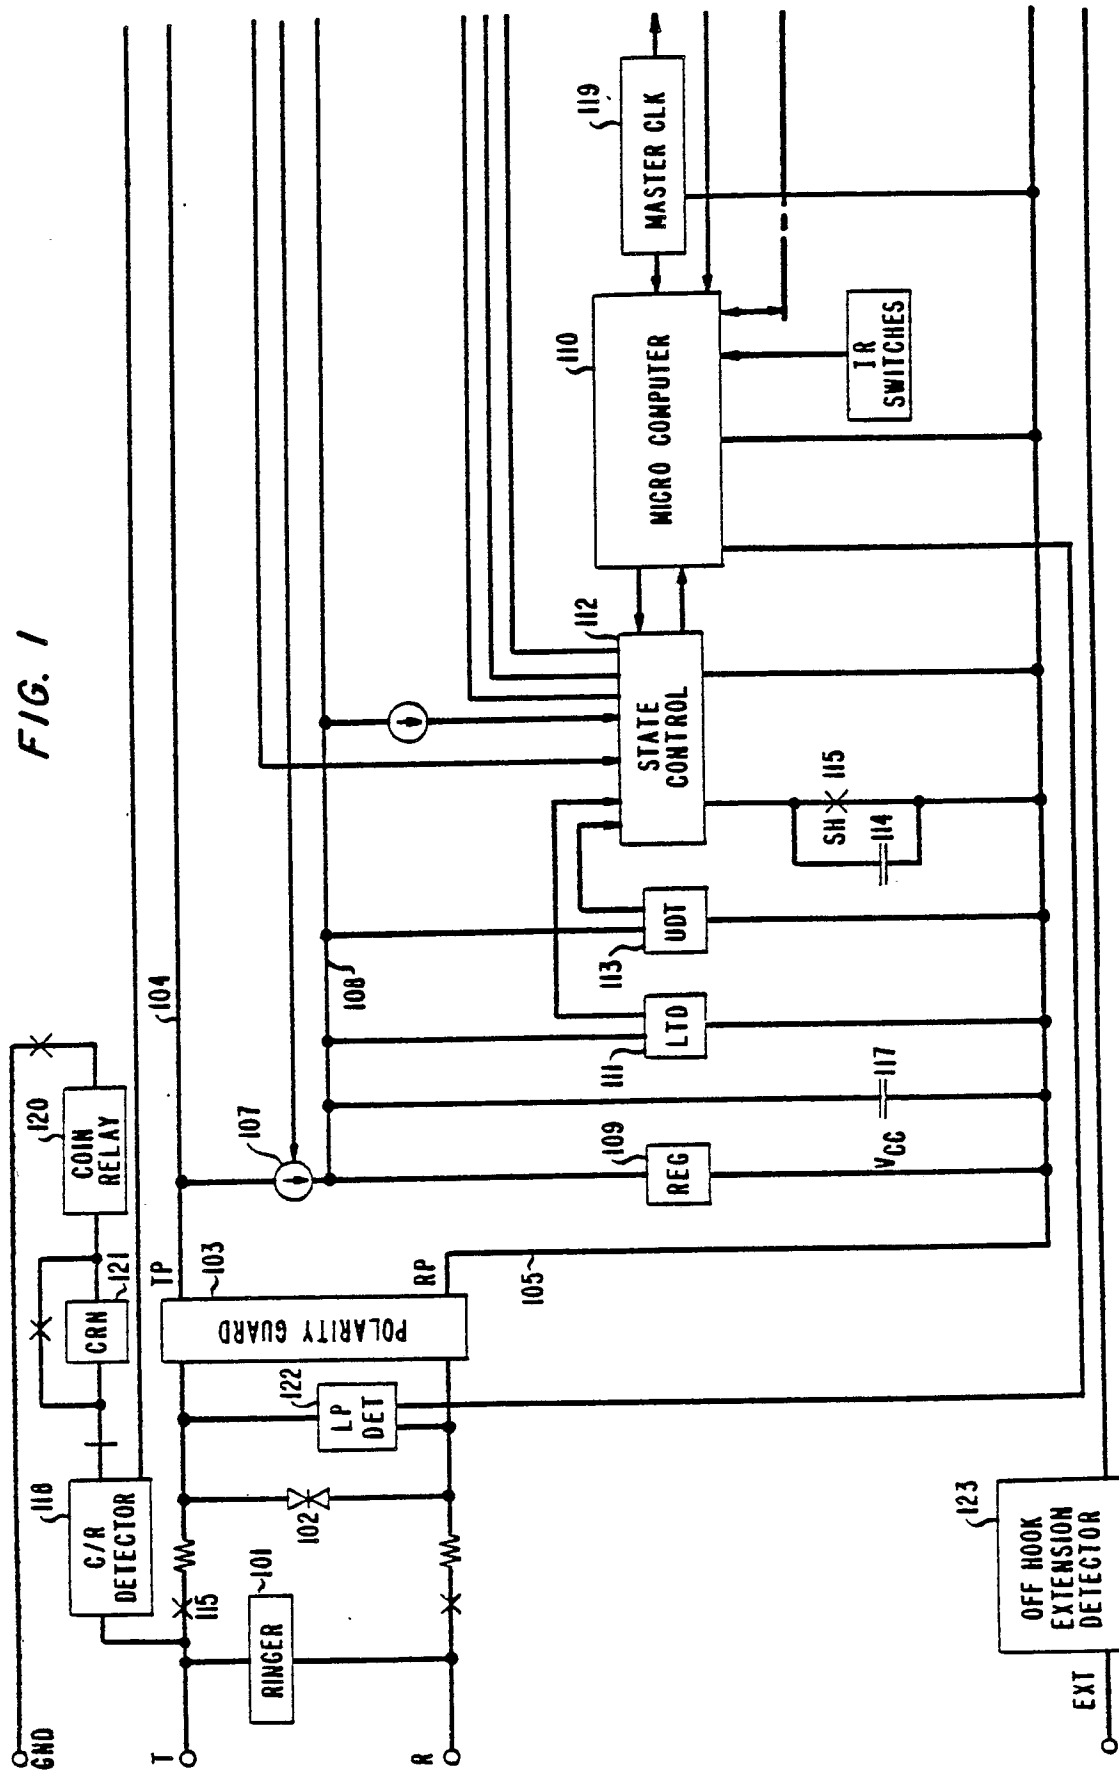 FIG. 1
GND
118
C/R
DETECTOR
CRN
121
120
COIN
RELAY
T
115
101
RINGER
R
102
122
LP
DET
TP
103
POLARITY GUARD
RP
105
104
107
108
109
REG
VCC
117
111
LTD
113
UDT
SH
115
114
112
STATE
CONTROL
110
MICRO COMPUTER
119
MASTER CLK
IR
SWITCHES
EXT
123
OFF HOOK
EXTENSION
DETECTOR